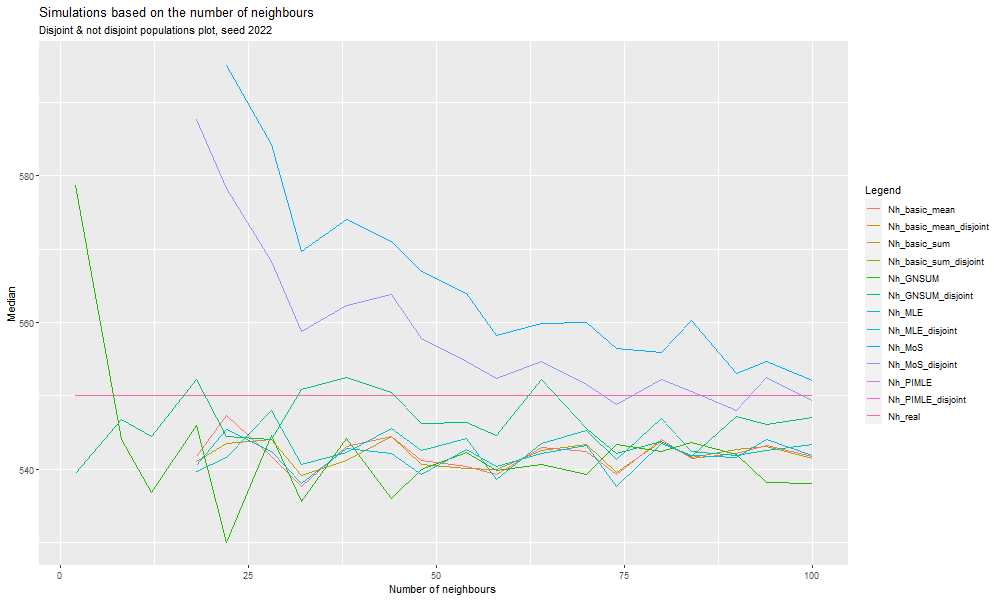 Simulations based on the number of neighbours
Disjoint & not disjoint populations plot, seed 2022
Median
580
560
540
0
25
50
75
100
Number of neighbours
Legend
Nh_basic_mean
Nh_basic_mean_disjoint
Nh_basic_sum
Nh_basic_sum_disjoint
Nh_GNSUM
Nh_GNSUM_disjoint
Nh_MLE
Nh_MLE_disjoint
Nh_MoS
Nh_MoS_disjoint
Nh_PIMLE
Nh_PIMLE_disjoint
Nh_real